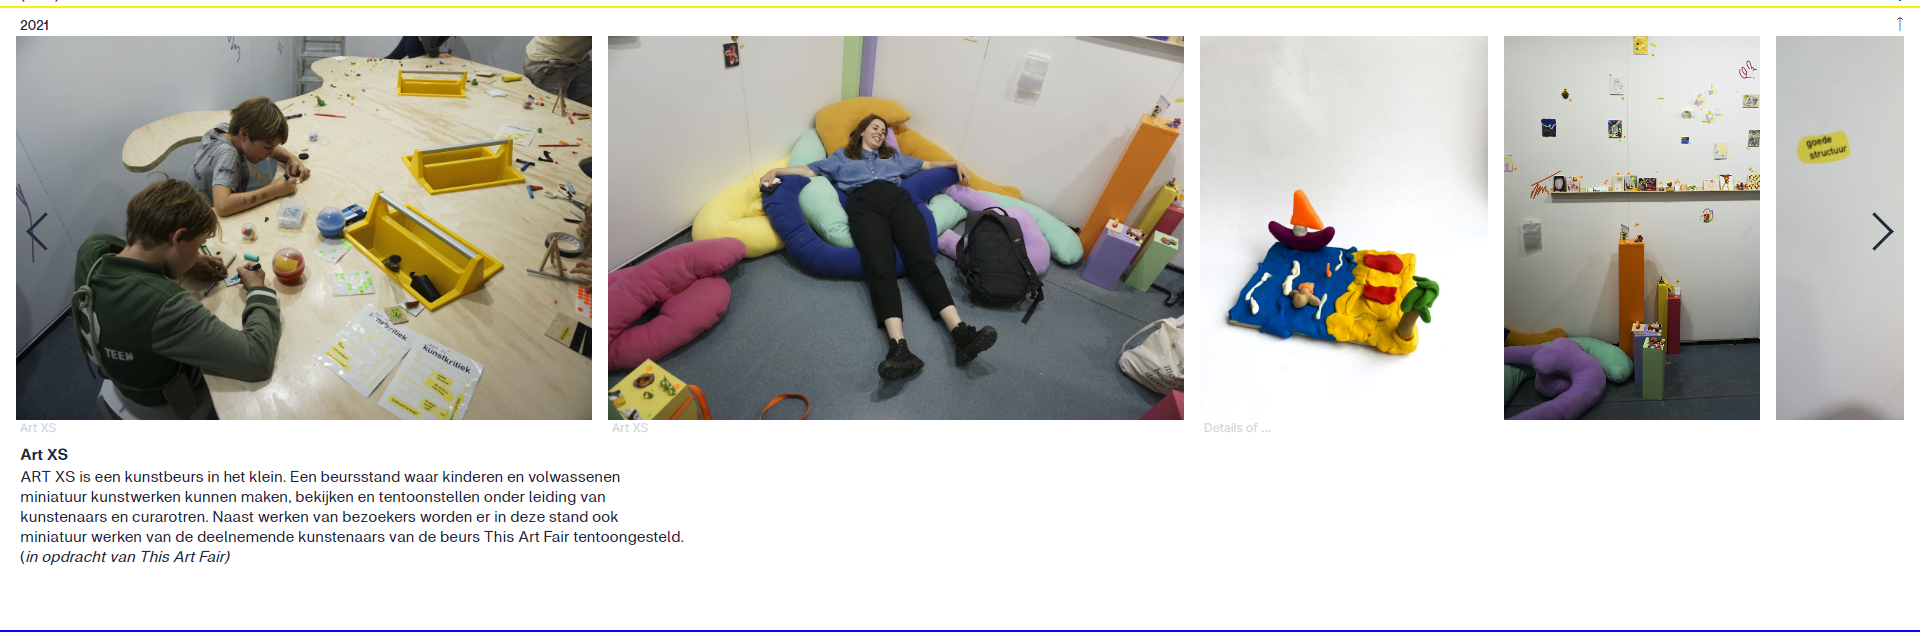 2021
↑
TEEN
kunstkritiek
kunstkritiek
goede
structuur
Art XS
Art XS
Details of ...
Art XS
ART XS is een kunstbeurs in het klein. Een beursstand waar kinderen en volwassenen
miniatuur kunstwerken kunnen maken, bekijken en tentoonstellen onder leiding van
kunstenaars en curarotren. Naast werken van bezoekers worden er in deze stand ook
miniatuur werken van de deelnemende kunstenaars van de beurs This Art Fair tentoongesteld.
(in opdracht van This Art Fair)